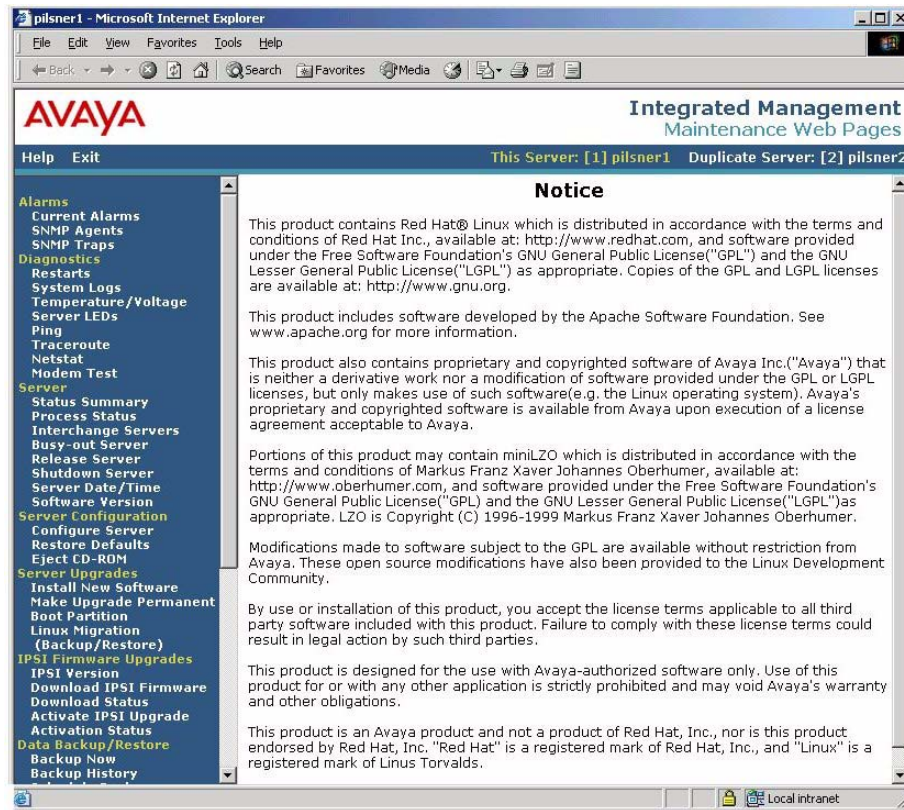 pilsner1 - Microsoft Internet Explorer
File Edit View Favorites Tools Help
Back Search Favorites Media
AVAYA
Integrated Management
Maintenance Web Pages
Help Exit
This Server: [1] pilsner1 Duplicate Server: [2] pilsner2
Alarms
Current Alarms
SNMP Agents
SNMP Traps
Diagnostics
Restarts
System Logs
Temperature/Voltage
Server LEDs
Ping
Traceroute
Netstat
Modem Test
Server
Status Summary
Process Status
Interchange Servers
Busy-out Server
Release Server
Shutdown Server
Server Date/Time
Software Version
Server Configuration
Configure Server
Restore Defaults
Eject CD-ROM
Server Upgrades
Install New Software
Make Upgrade Permanent
Boot Partition
Linux Migration
(Backup/Restore)
IPSI Firmware Upgrades
IPSI Version
Download IPSI Firmware
Download Status
Activate IPSI Upgrade
Activation Status
Data Backup/Restore
Backup Now
Backup History
Notice
This product contains Red Hat® Linux which is distributed in accordance with the terms and
conditions of Red Hat Inc., available at: http://www.redhat.com, and software provided
under the Free Software Foundation's GNU General Public License("GPL") and the GNU
Lesser General Public License("LGPL") as appropriate. Copies of the GPL and LGPL licenses
are available at: http://www.gnu.org.
This product includes software developed by the Apache Software Foundation. See
www.apache.org for more information.
This product also contains proprietary and copyrighted software of Avaya Inc.("Avaya") that
is neither a derivative work nor a modification of software provided under the GPL or LGPL
licenses, but only makes use of such software(e.g. the Linux operating system). Avaya's
proprietary and copyrighted software is available from Avaya upon execution of a license
agreement acceptable to Avaya.
Portions of this product may contain miniLZO which is distributed in accordance with the
terms and conditions of Markus Franz Xaver Johannes Oberhumer, available at:
http://www.oberhumer.com, and software provided under the Free Software Foundation's
GNU General Public License("GPL) and the GNU Lesser General Public License("LGPL")as
appropriate. LZO is Copyright (C) 1996-1999 Markus Franz Xaver Johannes Oberhumer.
Modifications made to software subject to the GPL are available without restriction from
Avaya. These open source modifications have also been provided to the Linux Development
Community.
By use or installation of this product, you accept the license terms applicable to all third
party software included with this product. Failure to comply with these license terms could
result in legal action by such third parties.
This product is designed for the use with Avaya-authorized software only. Use of this
product for or with any other application is strictly prohibited and may void Avaya's warranty
and other obligations.
This product is an Avaya product and not a product of Red Hat, Inc., nor is this product
endorsed by Red Hat, Inc. "Red Hat" is a registered mark of Red Hat, Inc., and "Linux" is a
registered mark of Linus Torvalds.
Local intranet